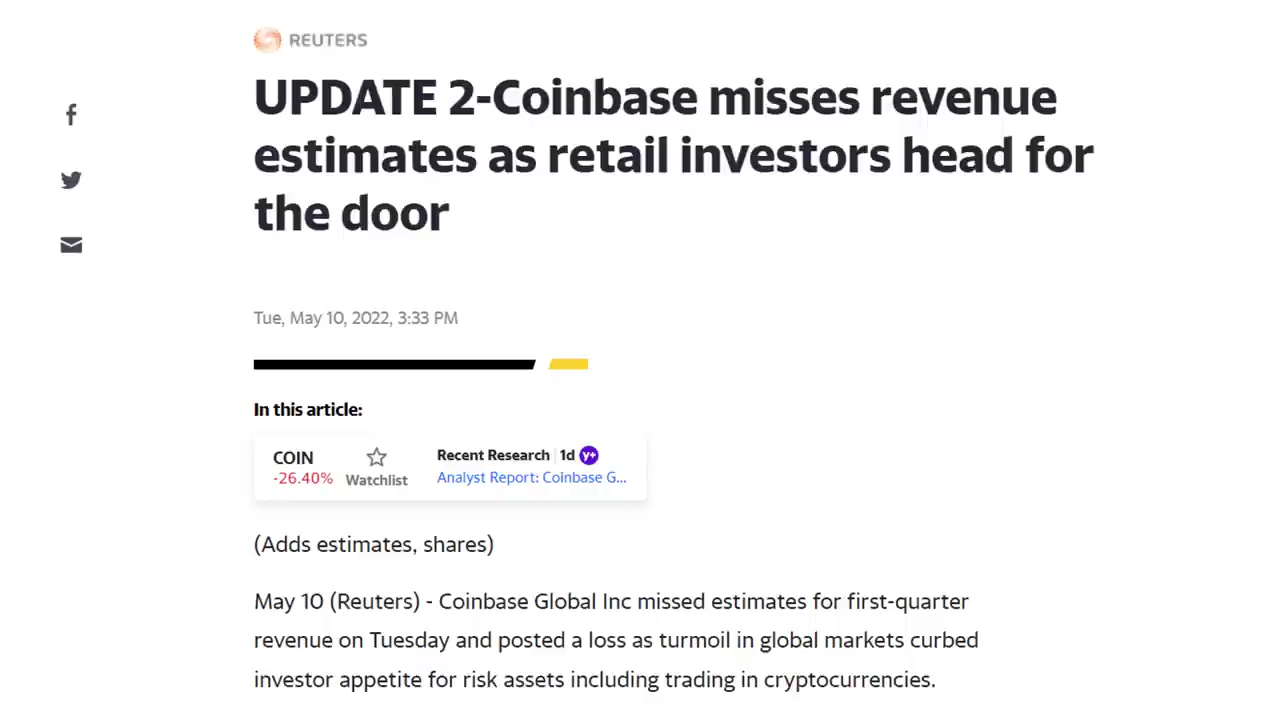 REUTERS
UPDATE 2-Coinbase misses revenue
estimates as retail investors head for
the door
Tue, May 10, 2022, 3:33 PM
In this article:
COIN
-26.40%
Watchlist
Recent Research | 1d y+
Analyst Report: Coinbase G...
(Adds estimates, shares)
May 10 (Reuters) - Coinbase Global Inc missed estimates for first-quarter
revenue on Tuesday and posted a loss as turmoil in global markets curbed
investor appetite for risk assets including trading in cryptocurrencies.